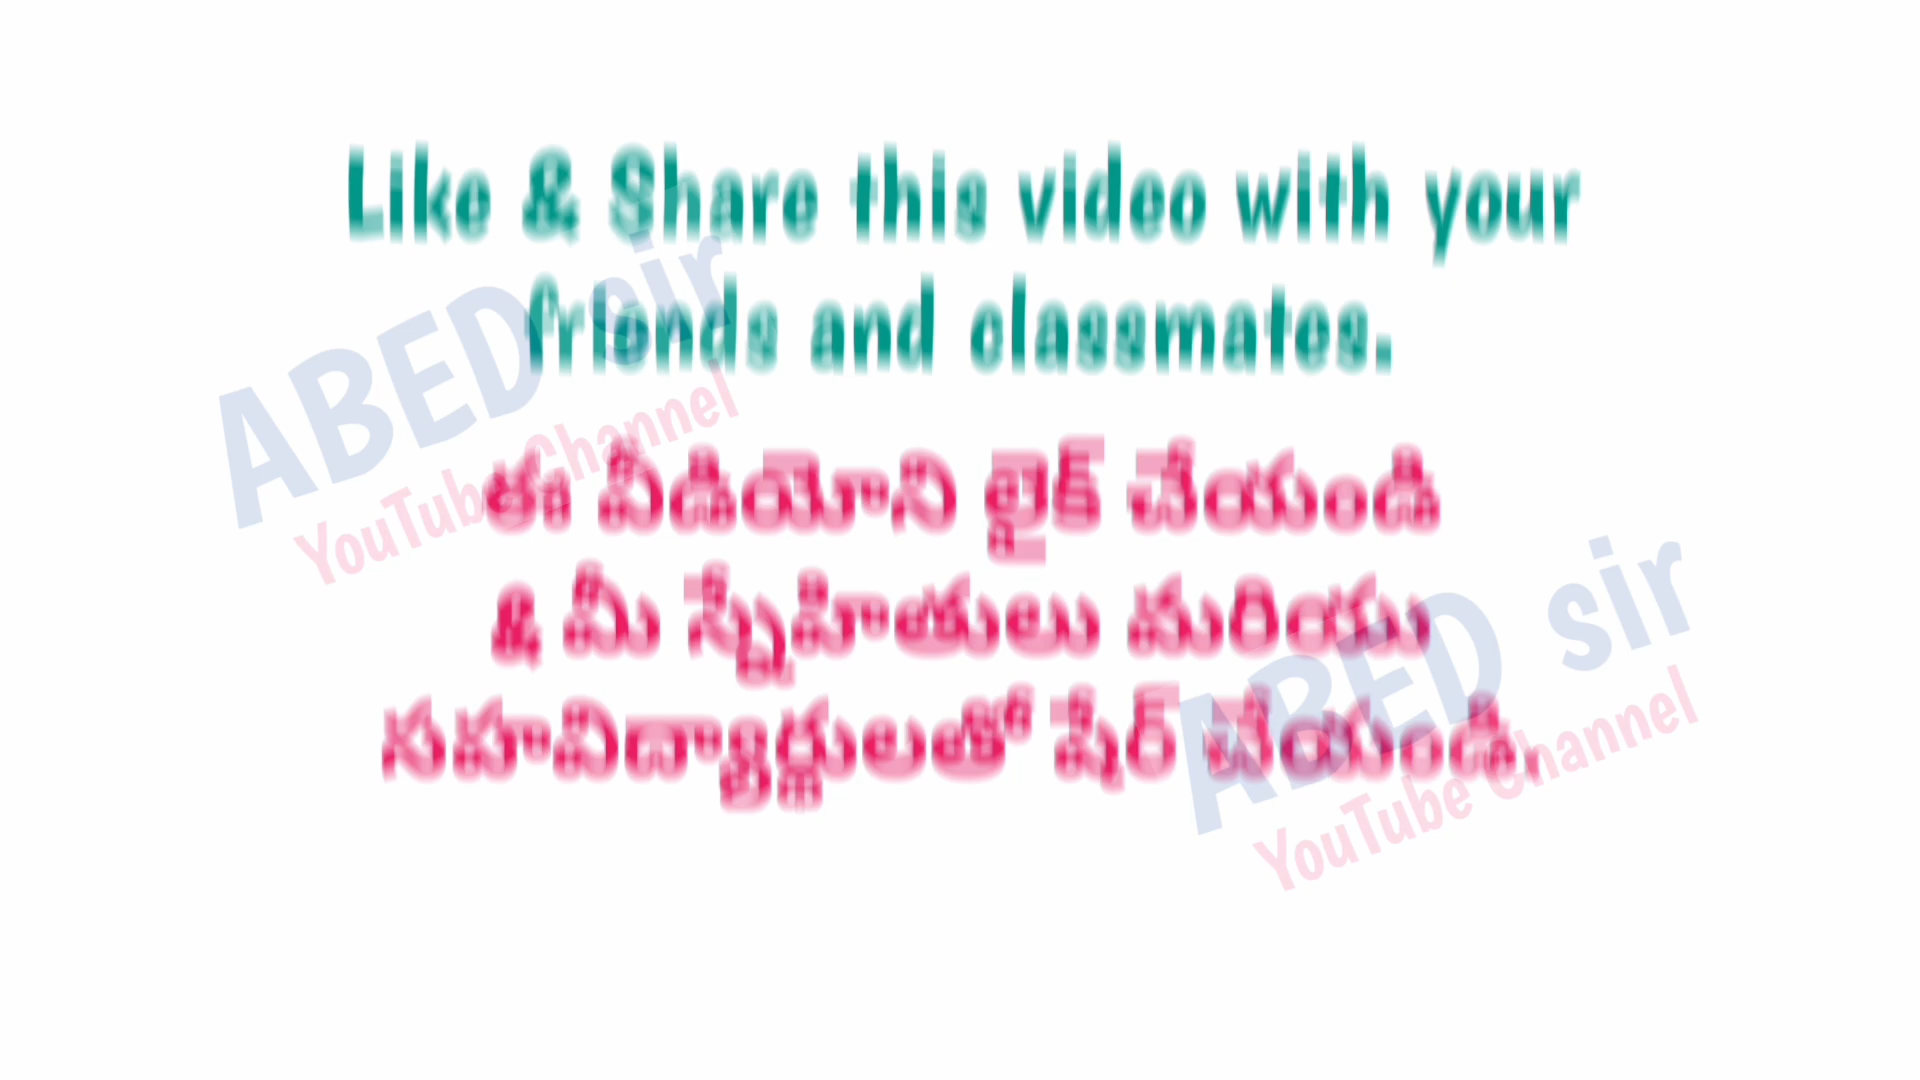 Like & Share this video with your
friends and classmates.
ఈ వీడియోని లైక్ చేయండి
& మీ స్నేహితులు మరియు
సహవిద్యార్థులతో షేర్ చేయండి.
ABED sir
YouTube Channel
ABED sir
YouTube Channel